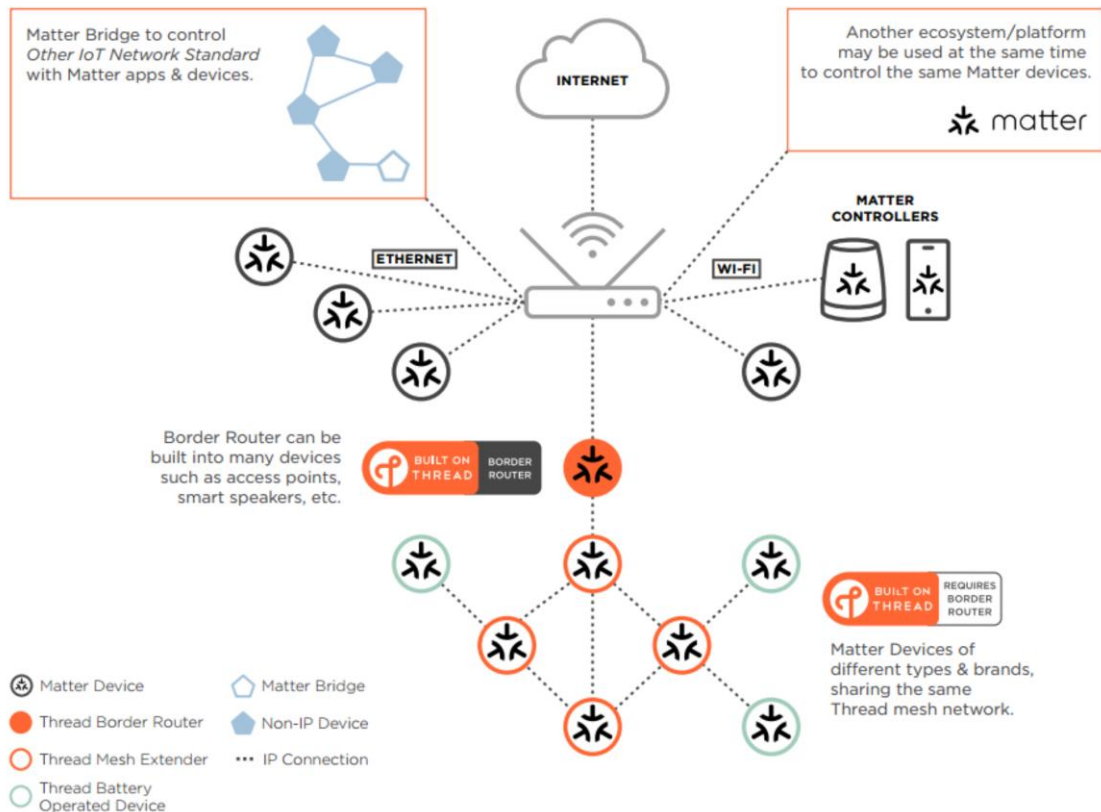 Matter Bridge to control
Other IoT Network Standard
with Matter apps & devices.
INTERNET
Another ecosystem/platform
may be used at the same time
to control the same Matter devices.
matter
MATTER
CONTROLLERS
ETHERNET
WI-FI
Border Router can be
built into many devices
such as access points,
smart speakers, etc.
BUILT ON
THREAD
BORDER
ROUTER
BUILT ON
THREAD
REQUIRES
BORDER
ROUTER
Matter Devices of
different types & brands,
sharing the same
Thread mesh network.
Matter Device
Thread Border Router
Thread Mesh Extender
Thread Battery
Operated Device
Matter Bridge
Non-IP Device
IP Connection